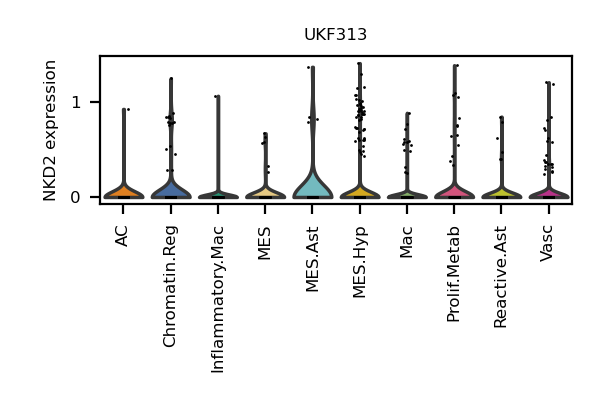 UKF313
NKD2 expression
1
0
AC
Chromatin.Reg
Inflammatory.Mac
MES
MES.Ast
MES.Hyp
Mac
Prolif.Metab
Reactive.Ast
Vasc